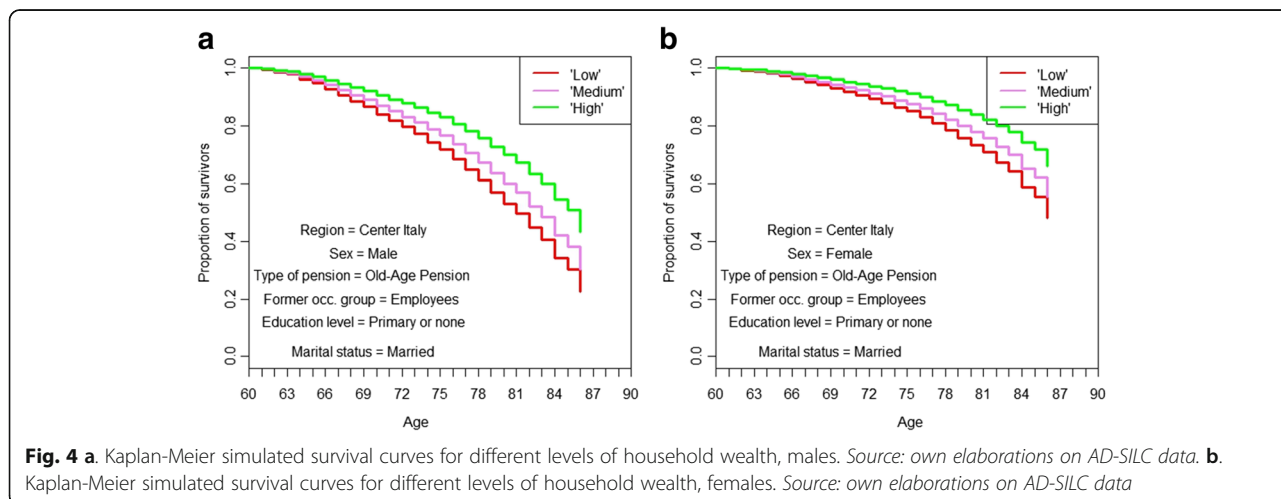 a
b
'Low'
'Medium'
'High'
Proportion of survivors
1.0
0.8
0.6
0.4
0.2
0.0
Region = Center Italy
Sex = Male
Type of pension = Old-Age Pension
Former occ. group = Employees
Education level = Primary or none
Marital status = Married
60 63 66 69 72 75 78 81 84 87 90
Age
'Low'
'Medium'
'High'
Proportion of survivors
1.0
0.8
0.6
0.4
0.2
0.0
Region = Center Italy
Sex = Female
Type of pension = Old-Age Pension
Former occ. group = Employees
Education level = Primary or none
Marital status = Married
60 63 66 69 72 75 78 81 84 87 90
Age
Fig. 4 a. Kaplan-Meier simulated survival curves for different levels of household wealth, males. Source: own elaborations on AD-SILC data. b.
Kaplan-Meier simulated survival curves for different levels of household wealth, females. Source: own elaborations on AD-SILC data